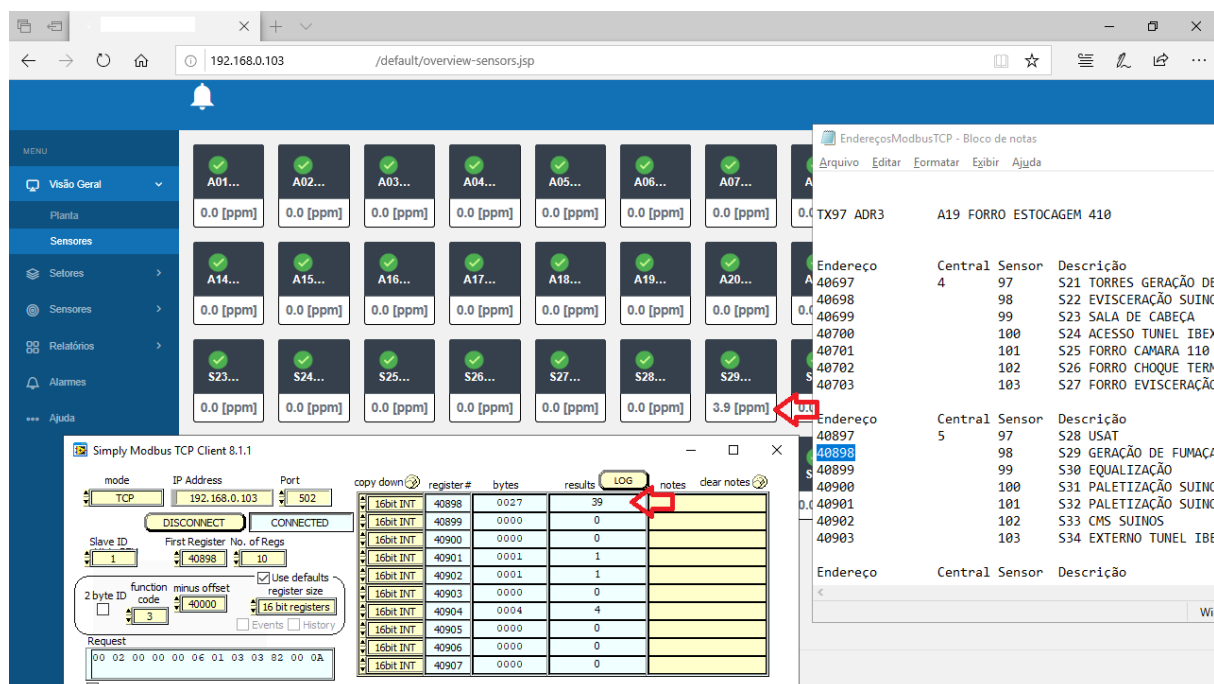 192.168.0.103 /default/overview-sensors.jsp
MENU
Visão Geral
Planta
Sensores
Setores
Sensores
Relatórios
Alarmes
Ajuda
A01... A02... A03... A04... A05... A06... A07...
0.0 [ppm] 0.0 [ppm] 0.0 [ppm] 0.0 [ppm] 0.0 [ppm] 0.0 [ppm] 0.0 [ppm]
A14... A15... A16... A17... A18... A19... A20...
0.0 [ppm] 0.0 [ppm] 0.0 [ppm] 0.0 [ppm] 0.0 [ppm] 0.0 [ppm] 0.0 [ppm]
S23... S24... S25... S26... S27... S28... S29...
0.0 [ppm] 0.0 [ppm] 0.0 [ppm] 0.0 [ppm] 0.0 [ppm] 0.0 [ppm] 3.9 [ppm]
EndereçosModbusTCP - Bloco de notas
Arquivo Editar Formatar Exibir Ajuda
TX97 ADR3 A19 FORRO ESTOCAGEM 410
Endereço Central Sensor Descrição
40697 4 97 S21 TORRES GERAÇÃO DE
40698 98 S22 EVISCERAÇÃO SUINO
40699 99 S23 SALA DE CABEÇA
40700 100 S24 ACESSO TUNEL IBEX
40701 101 S25 FORRO CAMARA 110
40702 102 S26 FORRO CHOQUE TERM
40703 103 S27 FORRO EVISCERAÇÃO
Endereço Central Sensor Descrição
40897 5 97 S28 USAT
40898 98 S29 GERAÇÃO DE FUMAÇA
40899 99 S30 EQUALIZAÇÃO
40900 100 S31 PALETIZAÇÃO SUINO
40901 101 S32 PALETIZAÇÃO SUINO
40902 102 S33 CMS SUINOS
40903 103 S34 EXTERNO TUNEL IBE
Endereço Central Sensor Descrição
Simply Modbus TCP Client 8.1.1
mode IP Address Port
TCP 192.168.0.103 502
DISCONNECT CONNECTED
Slave ID First Register No. of Regs
1 40898 10
2 byte ID function code minus offset Use defaults register size
3 40000 16 bit registers
Events History
Request
00 02 00 00 00 06 01 03 03 82 00 0A
copy down register# bytes results LOG notes clear notes
16bit INT 40898 0027 39
16bit INT 40899 0000 0
16bit INT 40900 0000 0
16bit INT 40901 0001 1
16bit INT 40902 0001 1
16bit INT 40903 0000 0
16bit INT 40904 0004 4
16bit INT 40905 0000 0
16bit INT 40906 0000 0
16bit INT 40907 0000 0